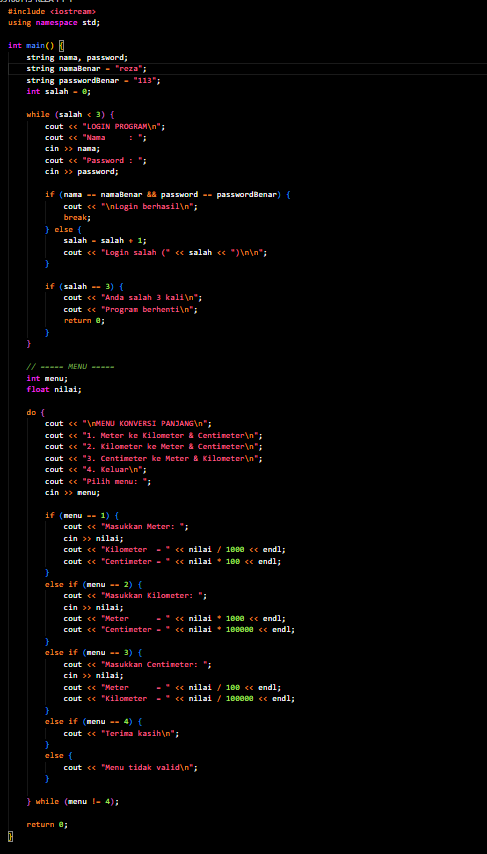 #include <iostream>
using namespace std;
int main() {
    string nama, password;
    string namaBenar = "reza";
    string passwordBenar = "113";
    int salah = 0;
    while (salah < 3) {
        cout << "LOGIN PROGRAM\n";
        cout << "Nama     : ";
        cin >> nama;
        cout << "Password : ";
        cin >> password;
        if (nama == namaBenar && password == passwordBenar) {
            cout << "\nLogin berhasil\n";
            break;
        } else {
            salah = salah + 1;
            cout << "Login salah (" << salah << ")\n\n";
        }
        if (salah == 3) {
            cout << "Anda salah 3 kali\n";
            cout << "Program berhenti\n";
            return 0;
        }
    }
    // ===== MENU =====
    int menu;
    float nilai;
    do {
        cout << "\nMENU KONVERSI PANJANG\n";
        cout << "1. Meter ke Kilometer & Centimeter\n";
        cout << "2. Kilometer ke Meter & Centimeter\n";
        cout << "3. Centimeter ke Meter & Kilometer\n";
        cout << "4. Keluar\n";
        cout << "Pilih menu: ";
        cin >> menu;
        if (menu == 1) {
            cout << "Masukkan Meter: ";
            cin >> nilai;
            cout << "Kilometer  = " << nilai / 1000 << endl;
            cout << "Centimeter = " << nilai * 100 << endl;
        }
        else if (menu == 2) {
            cout << "Masukkan Kilometer: ";
            cin >> nilai;
            cout << "Meter      = " << nilai * 1000 << endl;
            cout << "Centimeter = " << nilai * 100000 << endl;
        }
        else if (menu == 3) {
            cout << "Masukkan Centimeter: ";
            cin >> nilai;
            cout << "Meter      = " << nilai / 100 << endl;
            cout << "Kilometer  = " << nilai / 100000 << endl;
        }
        else if (menu == 4) {
            cout << "Terima kasih\n";
        }
        else {
            cout << "Menu tidak valid\n";
        }
    } while (menu != 4);
    return 0;
}